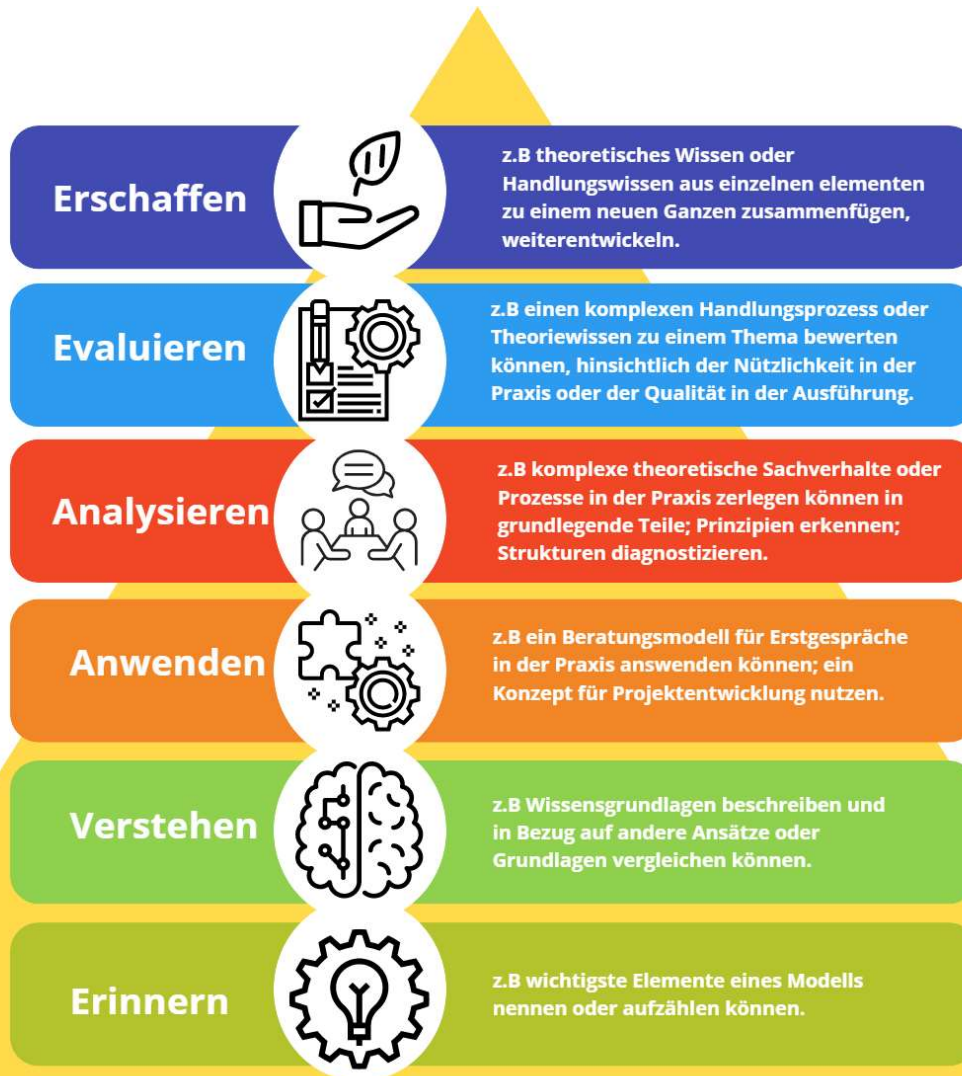 Erschaffen
z.B theoretisches Wissen oder
Handlungswissen aus einzelnen elementen
zu einem neuen Ganzen zusammenfügen,
weiterentwickeln.
Evaluieren
z.B einen komplexen Handlungsprozess oder
Theoriewissen zu einem Thema bewerten
können, hinsichtlich der Nützlichkeit in der
Praxis oder der Qualität in der Ausführung.
Analysieren
z.B komplexe theoretische Sachverhalte oder
Prozesse in der Praxis zerlegen können in
grundlegende Teile; Prinzipien erkennen;
Strukturen diagnostizieren.
Anwenden
z.B ein Beratungsmodell für Erstgespräche
in der Praxis answenden können; ein
Konzept für Projektentwicklung nutzen.
Verstehen
z.B Wissensgrundlagen beschreiben und
in Bezug auf andere Ansätze oder
Grundlagen vergleichen können.
Erinnern
z.B wichtigste Elemente eines Modells
nennen oder aufzählen können.